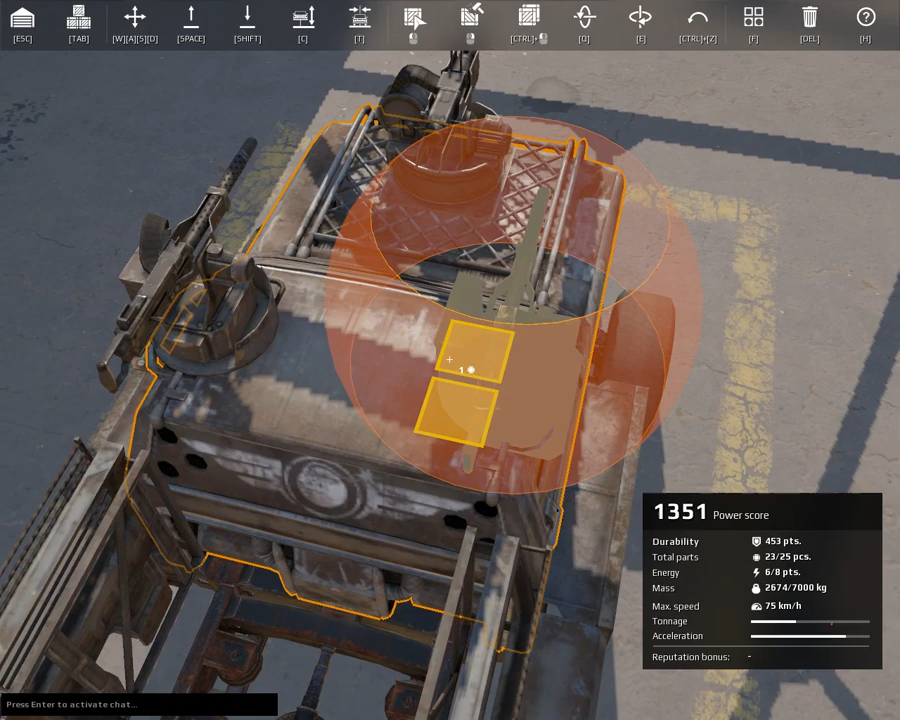 [ESC] [TAB] [W][A][S][D] [SPACE] [SHIFT] [C] [T] [CTRL]+ [Q] [E] [CTRL]+[Z] [F] [DEL] [H]
1
1351 Power score
Durability 453 pts.
Total parts 23/25 pcs.
Energy 6/8 pts.
Mass 2674/7000 kg
Max. speed 75 km/h
Tonnage
Acceleration
Reputation bonus: -
Press Enter to activate chat...